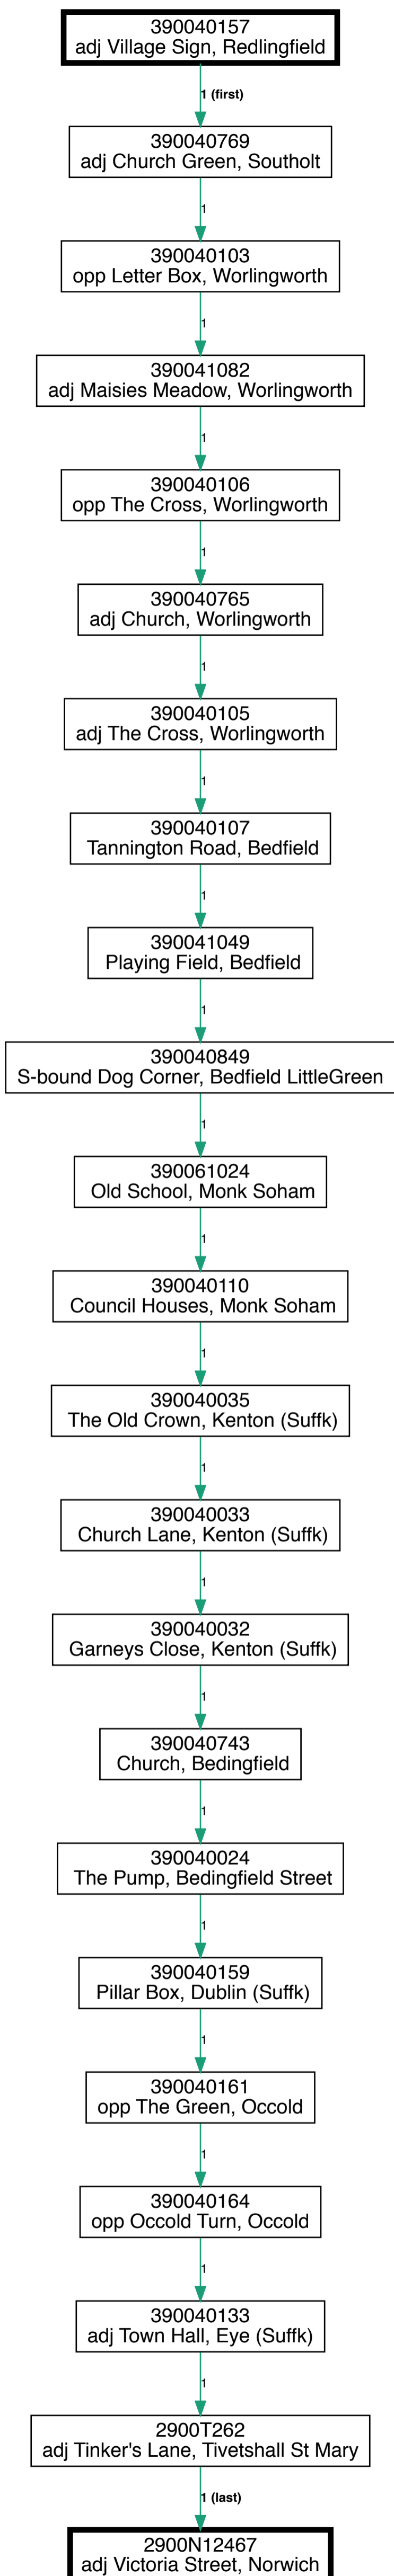 390040157
adj Village Sign, Redlingfield
1 (first)
390040769
adj Church Green, Southolt
1
390040103
opp Letter Box, Worlingworth
1
390041082
adj Maisies Meadow, Worlingworth
1
390040106
opp The Cross, Worlingworth
1
390040765
adj Church, Worlingworth
1
390040105
adj The Cross, Worlingworth
1
390040107
Tannington Road, Bedfield
1
390041049
Playing Field, Bedfield
1
390040849
S-bound Dog Corner, Bedfield LittleGreen
1
390061024
Old School, Monk Soham
1
390040110
Council Houses, Monk Soham
1
390040035
The Old Crown, Kenton (Suffk)
1
390040033
Church Lane, Kenton (Suffk)
1
390040032
Garneys Close, Kenton (Suffk)
1
390040743
Church, Bedingfield
1
390040024
The Pump, Bedingfield Street
1
390040159
Pillar Box, Dublin (Suffk)
1
390040161
opp The Green, Occold
1
390040164
opp Occold Turn, Occold
1
390040133
adj Town Hall, Eye (Suffk)
1
2900T262
adj Tinker's Lane, Tivetshall St Mary
1 (last)
2900N12467
adj Victoria Street, Norwich